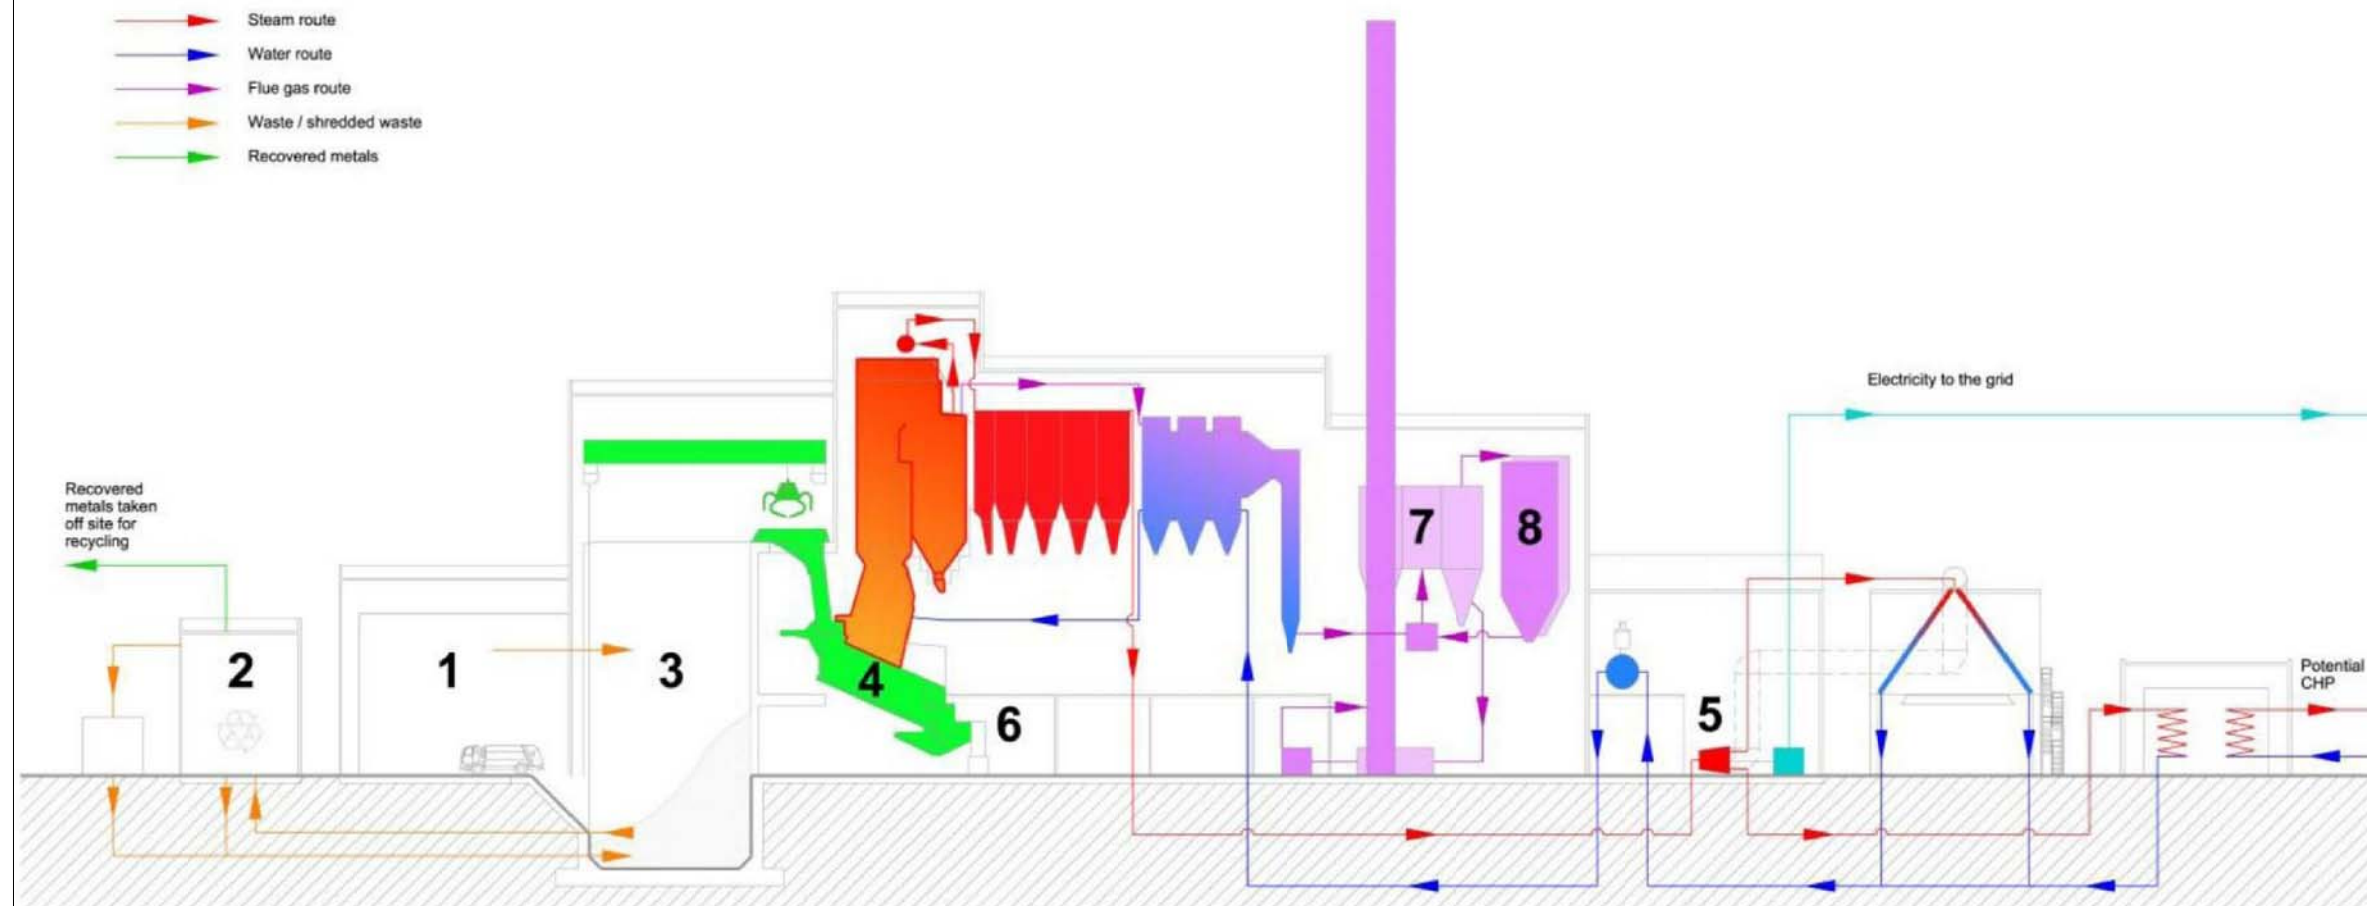 Steam route
Water route
Flue gas route
Waste / shredded waste
Recovered metals
Electricity to the grid
Recovered
metals taken
off site for
recycling
2
1
3
4
6
7
8
5
Potential
CHP